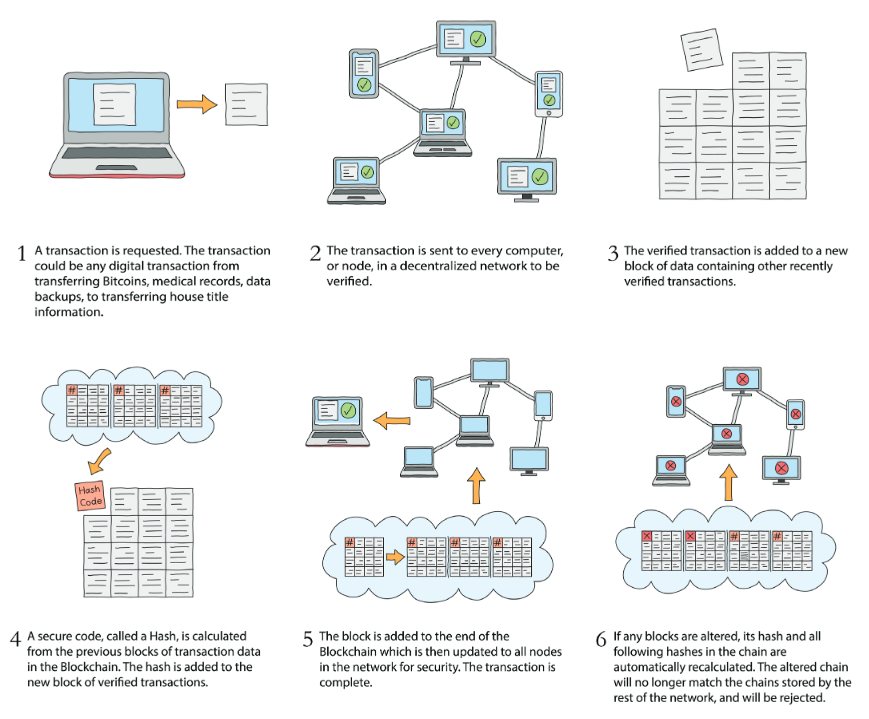 1 A transaction is requested. The transaction
could be any digital transaction from
transferring Bitcoins, medical records, data
backups, to transferring house title
information.
2 The transaction is sent to every computer,
or node, in a decentralized network to be
verified.
3 The verified transaction is added to a new
block of data containing other recently
verified transactions.
# # #
Hash
Code
4 A secure code, called a Hash, is calculated
from the previous blocks of transaction data
in the Blockchain. The hash is added to the
new block of verified transactions.
# # # #
5 The block is added to the end of the
Blockchain which is then updated to all nodes
in the network for security. The transaction is
complete.
# #
6 If any blocks are altered, its hash and all
following hashes in the chain are
automatically recalculated. The altered chain
will no longer match the chains stored by the
rest of the network, and will be rejected.